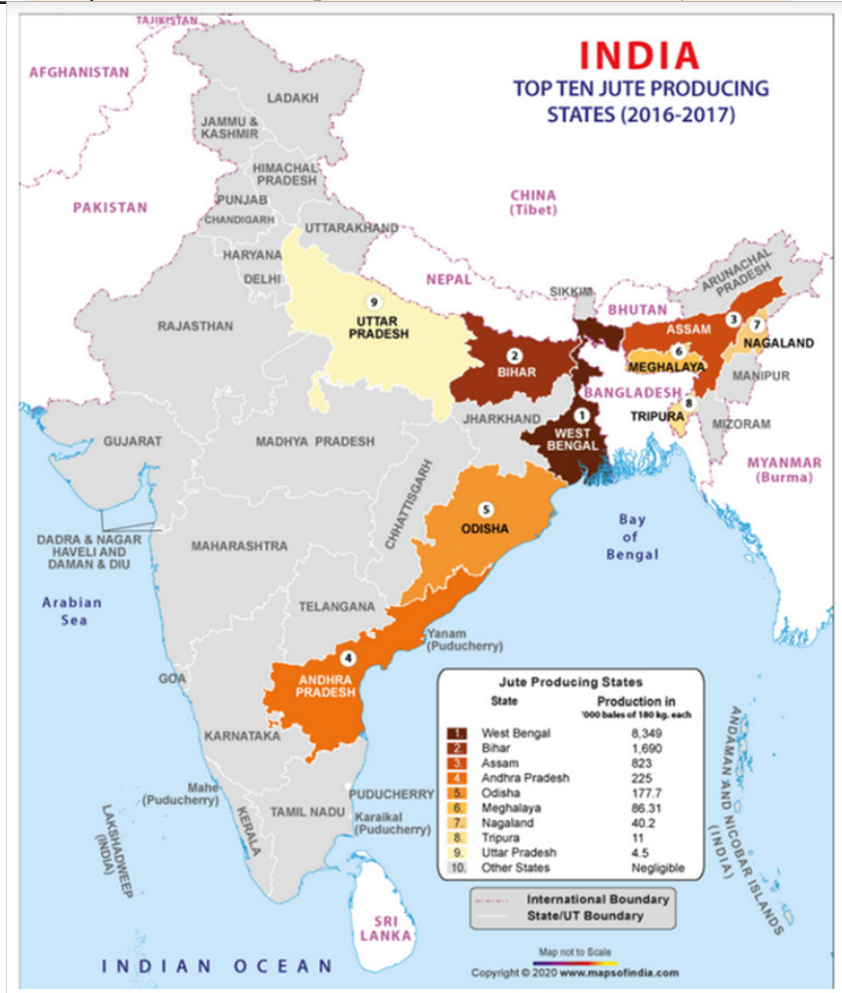 TAJIKISTAN
INDIA
TOP TEN JUTE PRODUCING
STATES (2016-2017)
AFGHANISTAN
LADAKH
JAMMU &
KASHMIR
HIMACHAL
PRADESH
PUNJAB
CHANDIGARH
PAKISTAN
CHINA
(Tibet)
UTTARAKHAND
HARYANA
DELHI
NEPAL
SIKKIM
ARUNACHAL
PRADESH
BHUTAN
RAJASTHAN
9
UTTAR
PRADESH
ASSAM
3
7
NAGALAND
2
BIHAR
6
MEGHALAYA
MANIPUR
BANGLADESH
8
TRIPURA
MIZORAM
JHARKHAND
1
WEST
BENGAL
GUJARAT
MADHYA PRADESH
MYANMAR
(Burma)
CHHATTISGARH
5
ODISHA
Bay
of
Bengal
DADRA & NAGAR
HAVELI AND
DAMAN & DIU
MAHARASHTRA
Arabian
Sea
TELANGANA
Yanam
(Puducherry)
4
ANDHRA
PRADESH
GOA
KARNATAKA
Jute Producing States
State Production in
'000 bales of 180 kg. each
1 West Bengal 8,349
2 Bihar 1,690
3. Assam 823
4 Andhra Pradesh 225
5. Odisha 177.7
6. Meghalaya 86.31
7. Nagaland 40.2
8. Tripura 11
9. Uttar Pradesh 4.5
10. Other States Negligible
Mahe
(Puducherry)
PUDUCHERRY
TAMIL NADU
Karaikal
(Puducherry)
KERALA
LAKSHADWEEP
(INDIA)
ANDAMAN AND NICOBAR ISLANDS
(INDIA)
International Boundary
State/UT Boundary
SRI
LANKA
INDIAN OCEAN
Map not to Scale
Copyright © 2020 www.mapsofindia.com